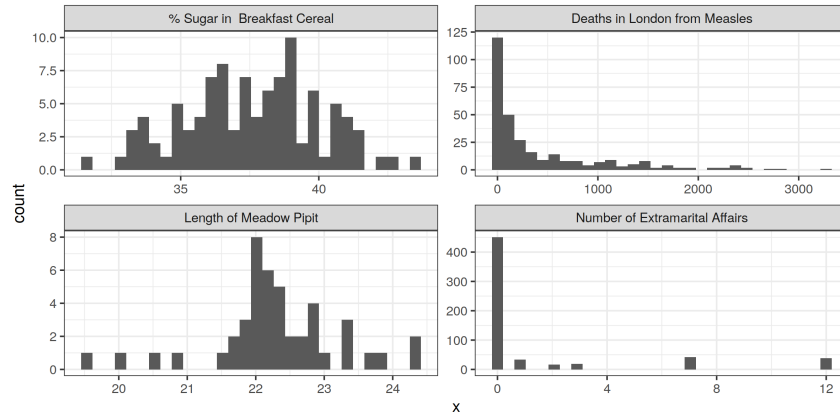 % Sugar in Breakfast Cereal
Deaths in London from Measles
10.0
7.5
5.0
2.5
0.0
35 40
125
100
75
50
25
0
0 1000 2000 3000
count
Length of Meadow Pipit
Number of Extramarital Affairs
8
6
4
2
0
20 21 22 23 24
400
300
200
100
0
0 4 8 12
x